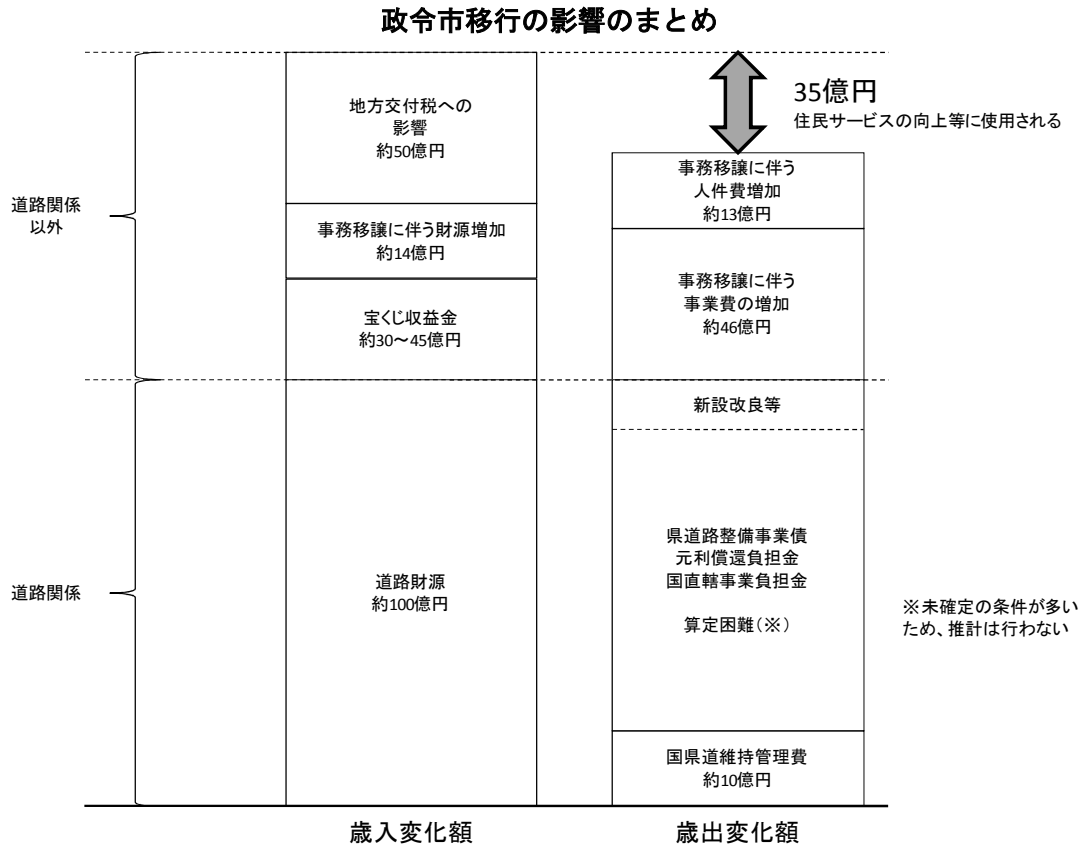 政令市移行の影響のまとめ
地方交付税への
影響
約50億円
35億円
住民サービスの向上等に使用される
事務移譲に伴う
人件費増加
約13億円
道路関係
以外
事務移譲に伴う財源増加
約14億円
事務移譲に伴う
事業費の増加
約46億円
宝くじ収益金
約30～45億円
新設改良等
県道路整備事業債
元利償還負担金
国直轄事業負担金
算定困難（※）
道路関係
道路財源
約100億円
※未確定の条件が多い
ため、推計は行わない
国県道維持管理費
約10億円
歳入変化額
歳出変化額